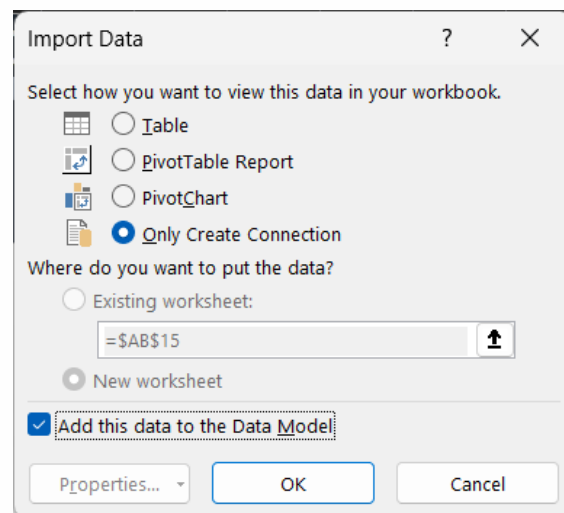 Import Data ?
Select how you want to view this data in your workbook.
Table
PivotTable Report
PivotChart
Only Create Connection
Where do you want to put the data?
Existing worksheet:
=$AB$15
New worksheet
Add this data to the Data Model
Properties... OK Cancel